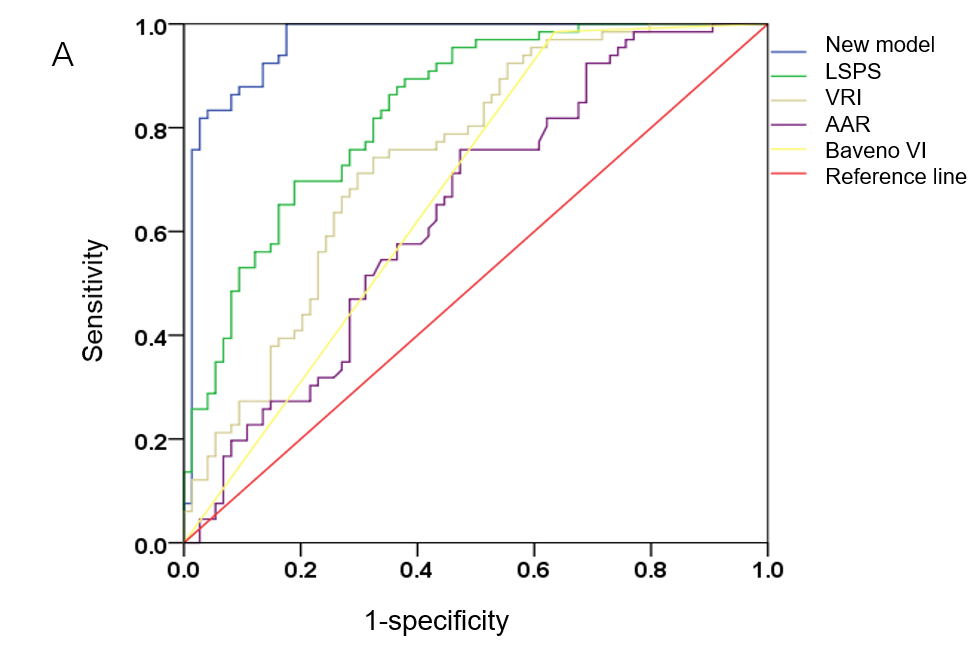 A
1.0
0.8
0.6
0.4
0.2
0.0
Sensitivity
0.0 0.2 0.4 0.6 0.8 1.0
1-specificity
New model
LSPS
VRI
AAR
Baveno VI
Reference line